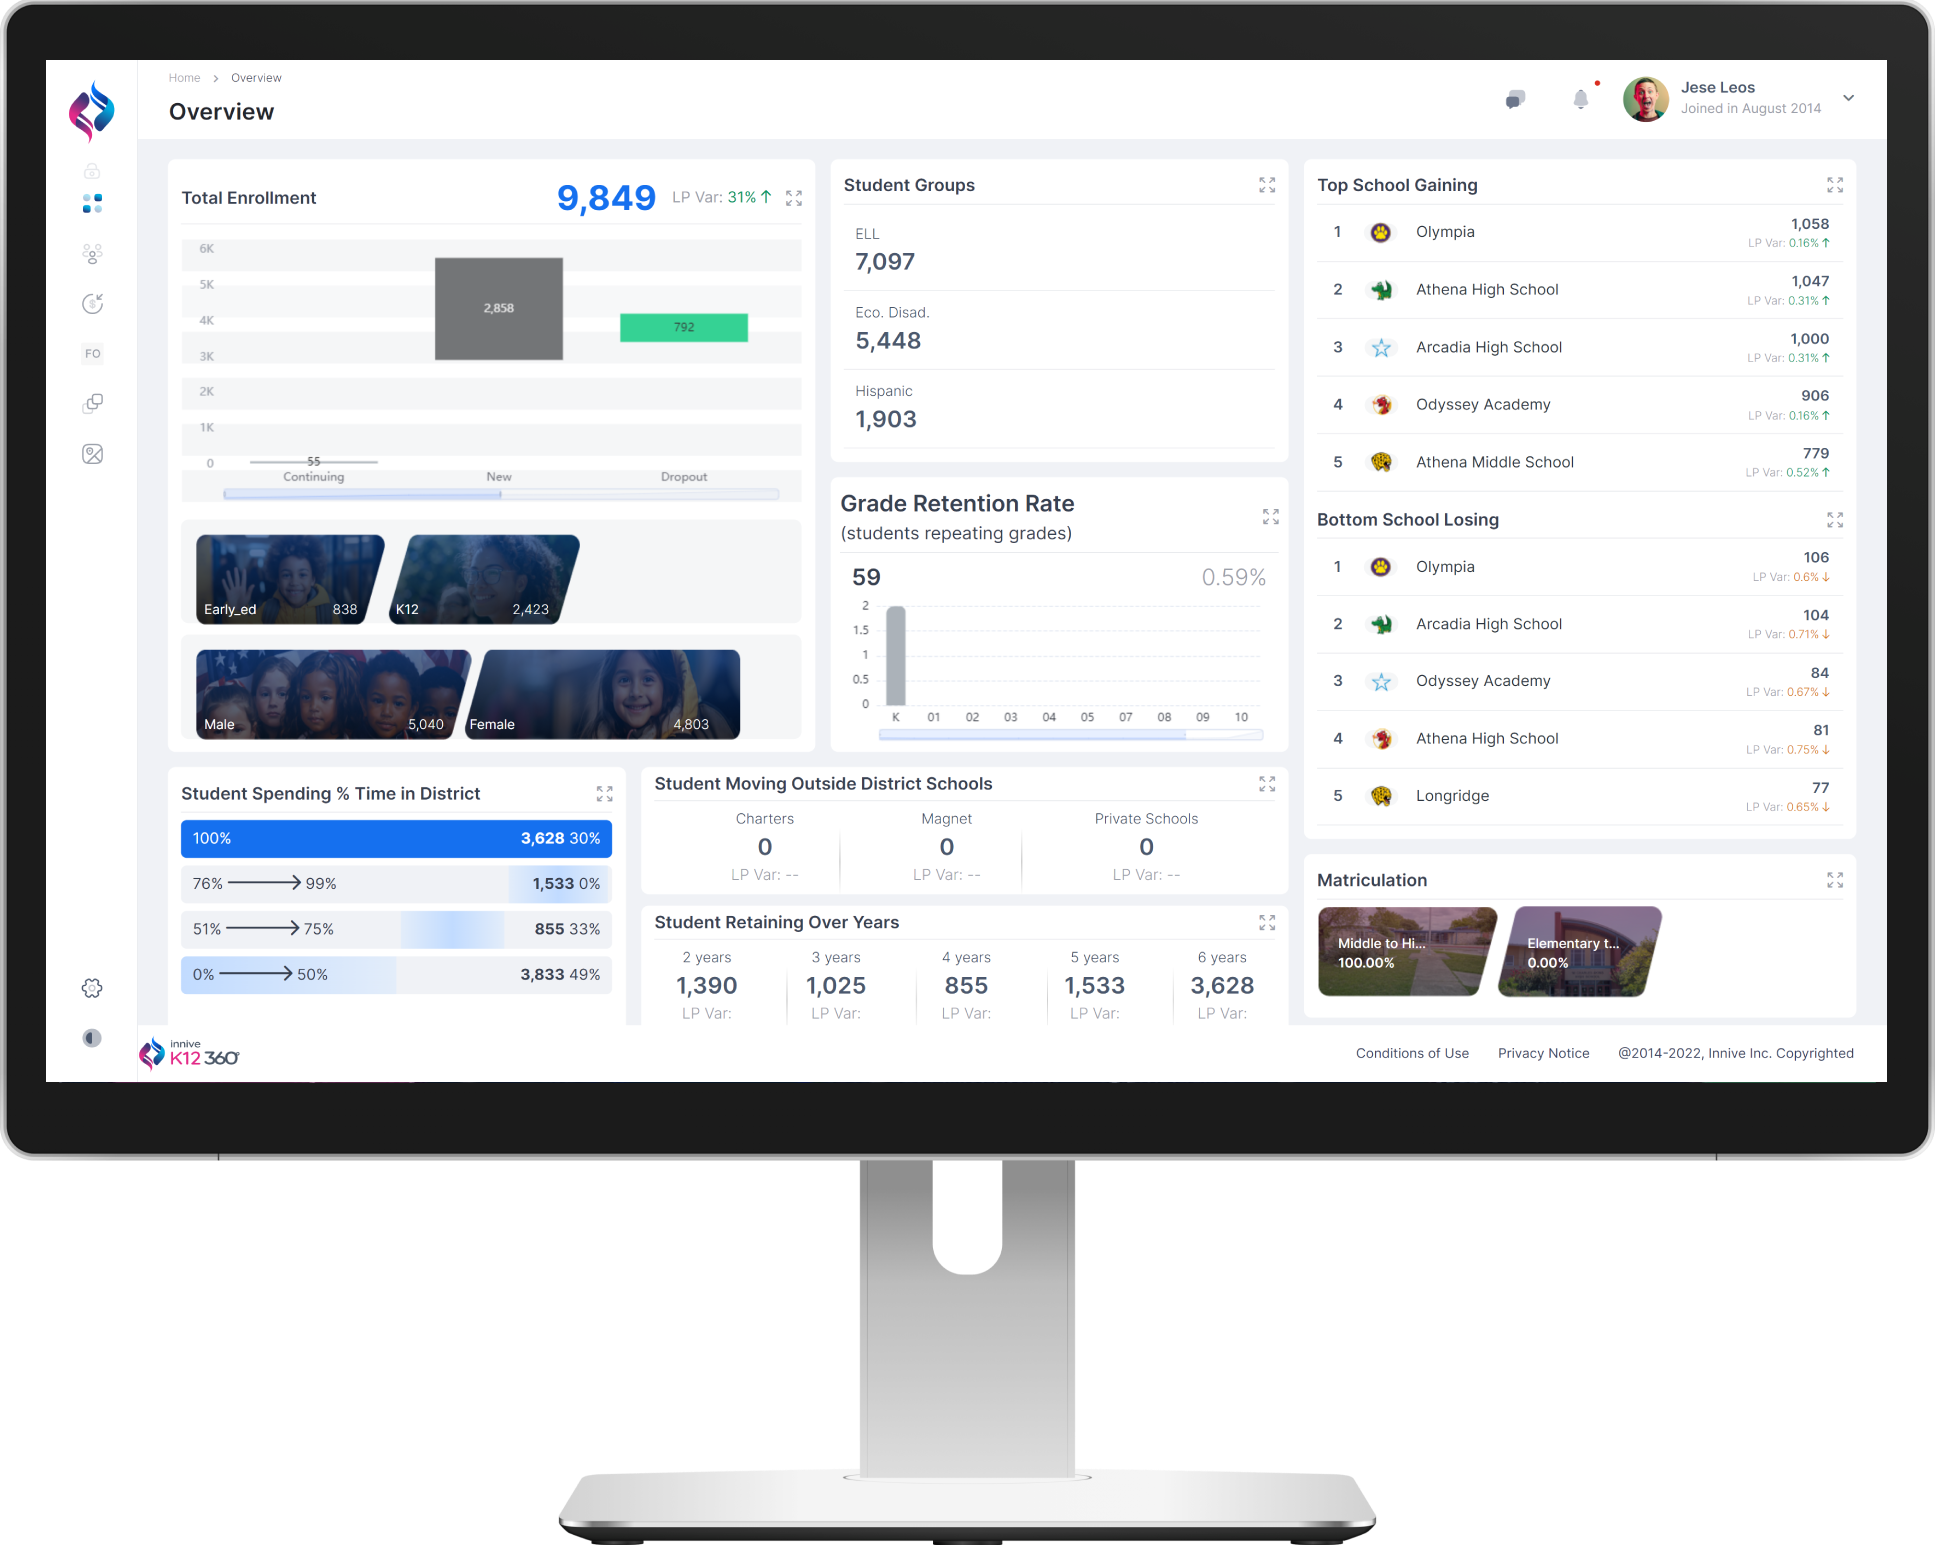 Home > Overview
Overview
Jese Leos
Joined in August 2014
FO
Total Enrollment
9,849 LP Var: 31% ↑
6K
5K
4K
3K
2K
1K
0
2,858
792
55
Continuing New Dropout
Early_ed 838
K12 2,423
Male 5,040
Female 4,803
Student Groups
ELL
7,097
Eco. Disad.
5,448
Hispanic
1,903
Grade Retention Rate
(students repeating grades)
59 0.59%
2
1.5
1
0.5
0
K 01 02 03 04 05 07 08 09 10
Top School Gaining
1 Olympia 1,058
LP Var: 0.16% ↑
2 Athena High School 1,047
LP Var: 0.31% ↑
3 Arcadia High School 1,000
LP Var: 0.31% ↑
4 Odyssey Academy 906
LP Var: 0.16% ↑
5 Athena Middle School 779
LP Var: 0.52% ↑
Bottom School Losing
1 Olympia 106
LP Var: 0.6% ↓
2 Arcadia High School 104
LP Var: 0.71% ↓
3 Odyssey Academy 84
LP Var: 0.67% ↓
4 Athena High School 81
LP Var: 0.75% ↓
5 Longridge 77
LP Var: 0.65% ↓
Student Spending % Time in District
100% 3,628 30%
76% → 99% 1,533 0%
51% → 75% 855 33%
0% → 50% 3,833 49%
Student Moving Outside District Schools
Charters Magnet Private Schools
0 0 0
LP Var: -- LP Var: -- LP Var: --
Student Retaining Over Years
2 years 3 years 4 years 5 years 6 years
1,390 1,025 855 1,533 3,628
LP Var: LP Var: LP Var: LP Var: LP Var:
Matriculation
Middle to Hi...
100.00%
Elementary t...
0.00%
innive
K12 360°
Conditions of Use Privacy Notice @2014-2022, Innive Inc. Copyrighted